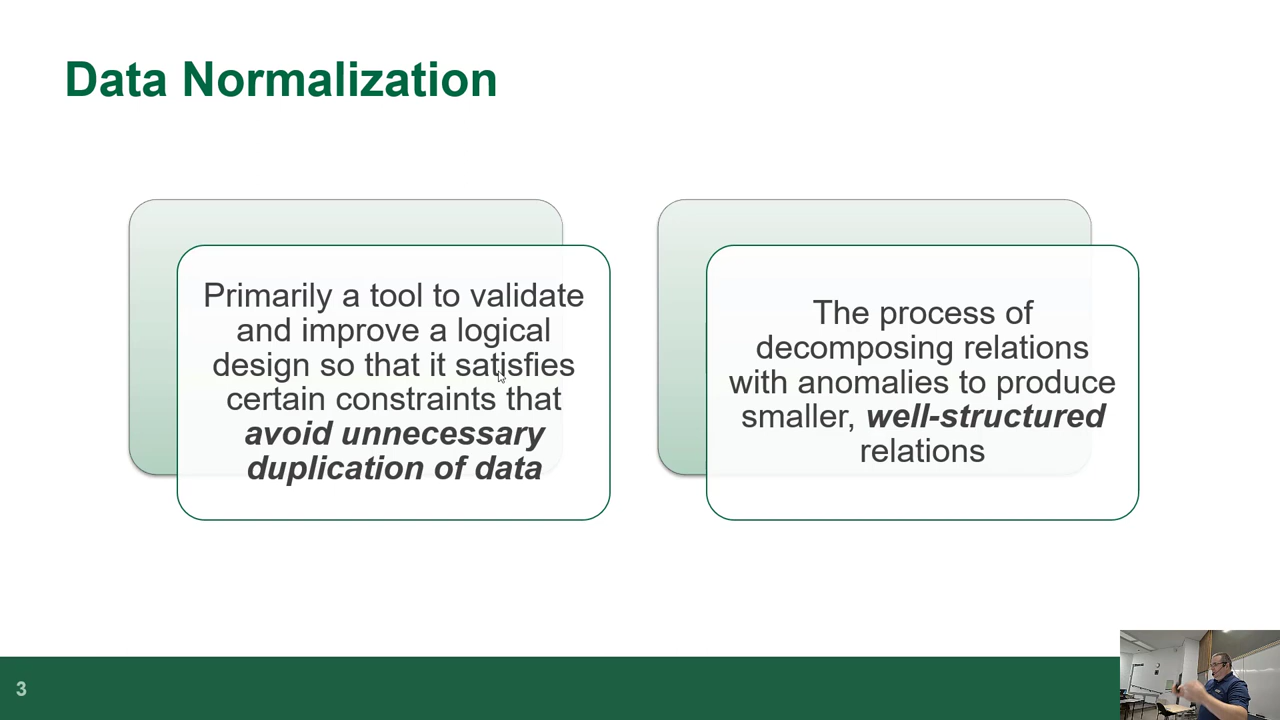 Data Normalization
Primarily a tool to validate
and improve a logical
design so that it satisfies
certain constraints that
avoid unnecessary
duplication of data
The process of
decomposing relations
with anomalies to produce
smaller, well-structured
relations
3